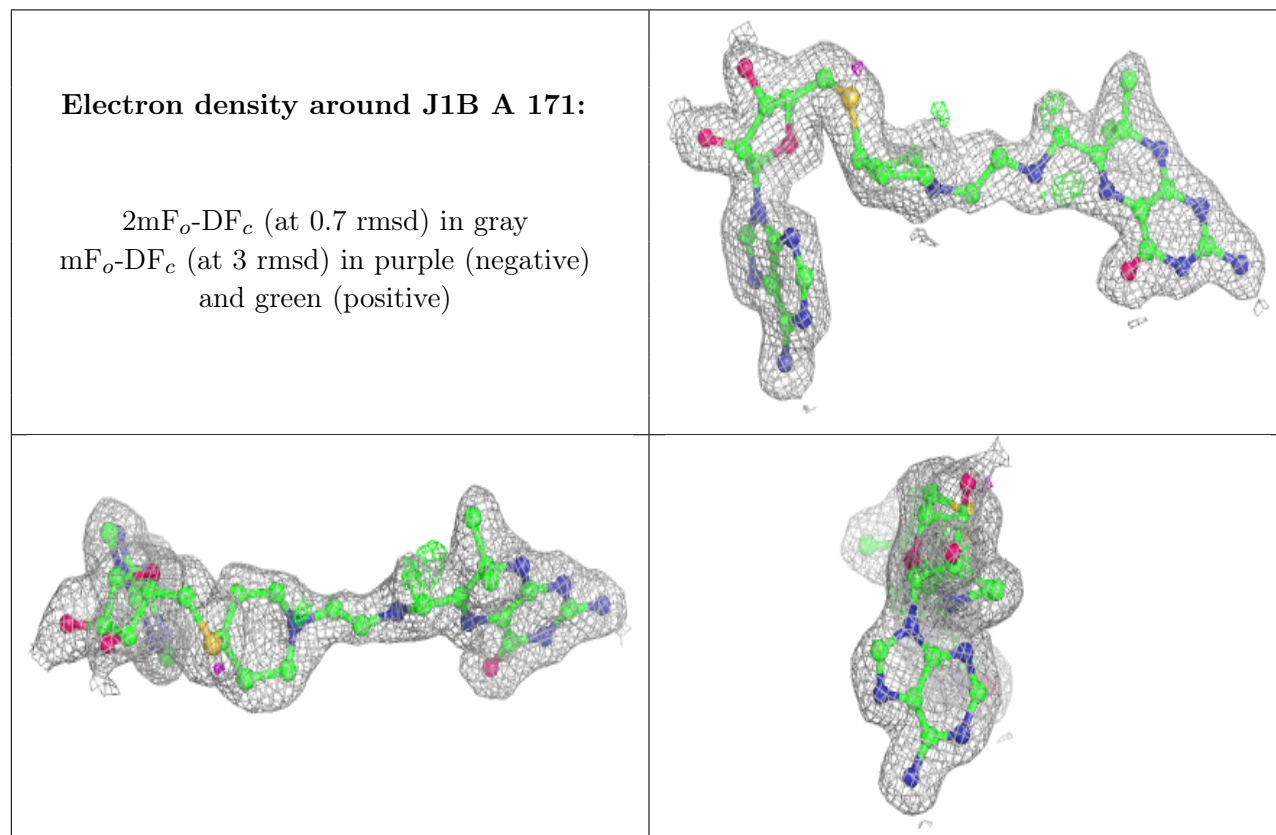 Electron density around J1B A 171:
2mFo-DFc (at 0.7 rmsd) in gray
mFo-DFc (at 3 rmsd) in purple (negative)
and green (positive)